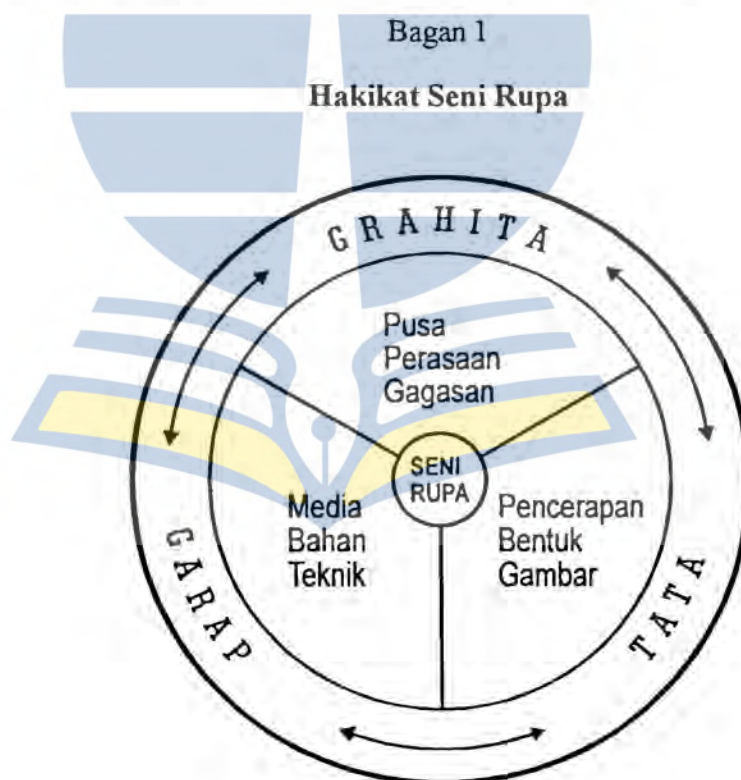 Bagan 1
Hakikat Seni Rupa
GRAHITA
Pusa
Perasaan
Gagasan
SENI
RUPA
Media
Bahan
Teknik
Pencerapan
Bentuk
Gambar
GARAP
TATA